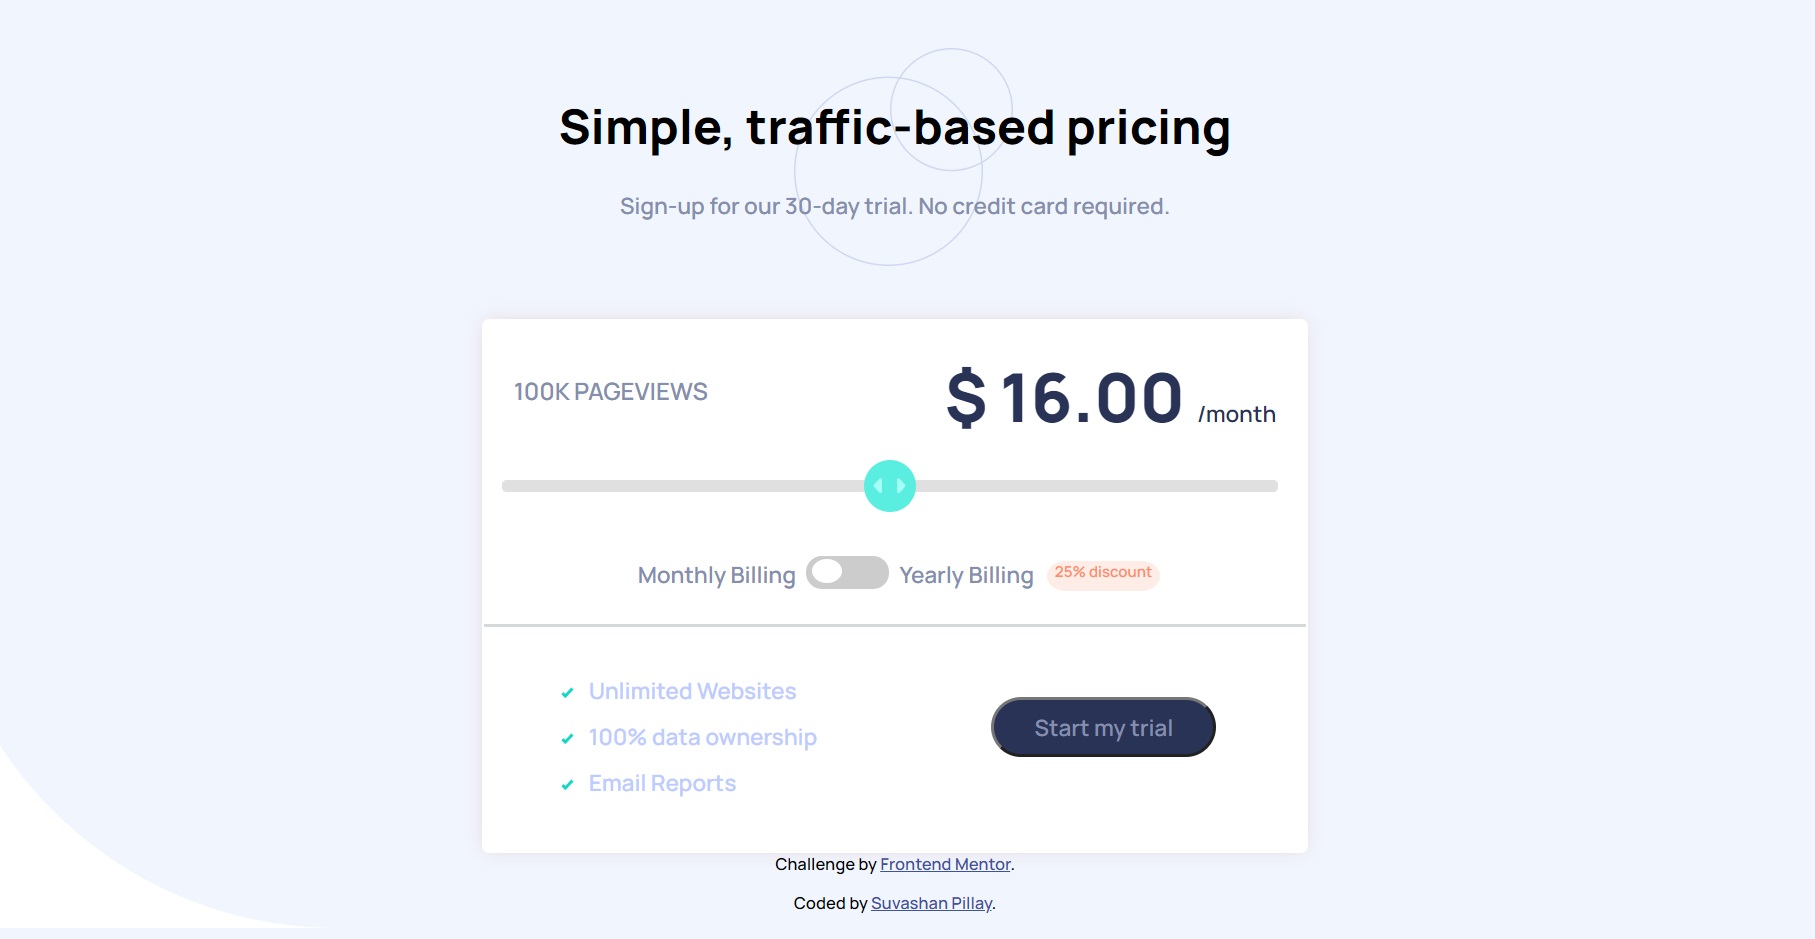 Simple, traffic-based pricing
Sign-up for our 30-day trial. No credit card required.
100K PAGEVIEWS
$ 16.00 /month
Monthly Billing Yearly Billing 25% discount
Unlimited Websites
100% data ownership
Email Reports
Start my trial
Challenge by Frontend Mentor.
Coded by Suvashan Pillay.